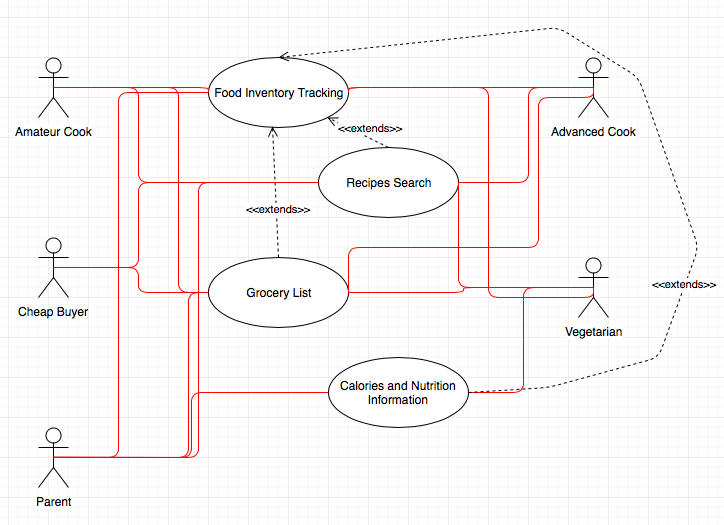 Food Inventory Tracking
Amateur Cook
<<extends>>
Advanced Cook
Recipes Search
<<extends>>
<<extends>>
Grocery List
Cheap Buyer
Vegetarian
Calories and Nutrition
Information
Parent